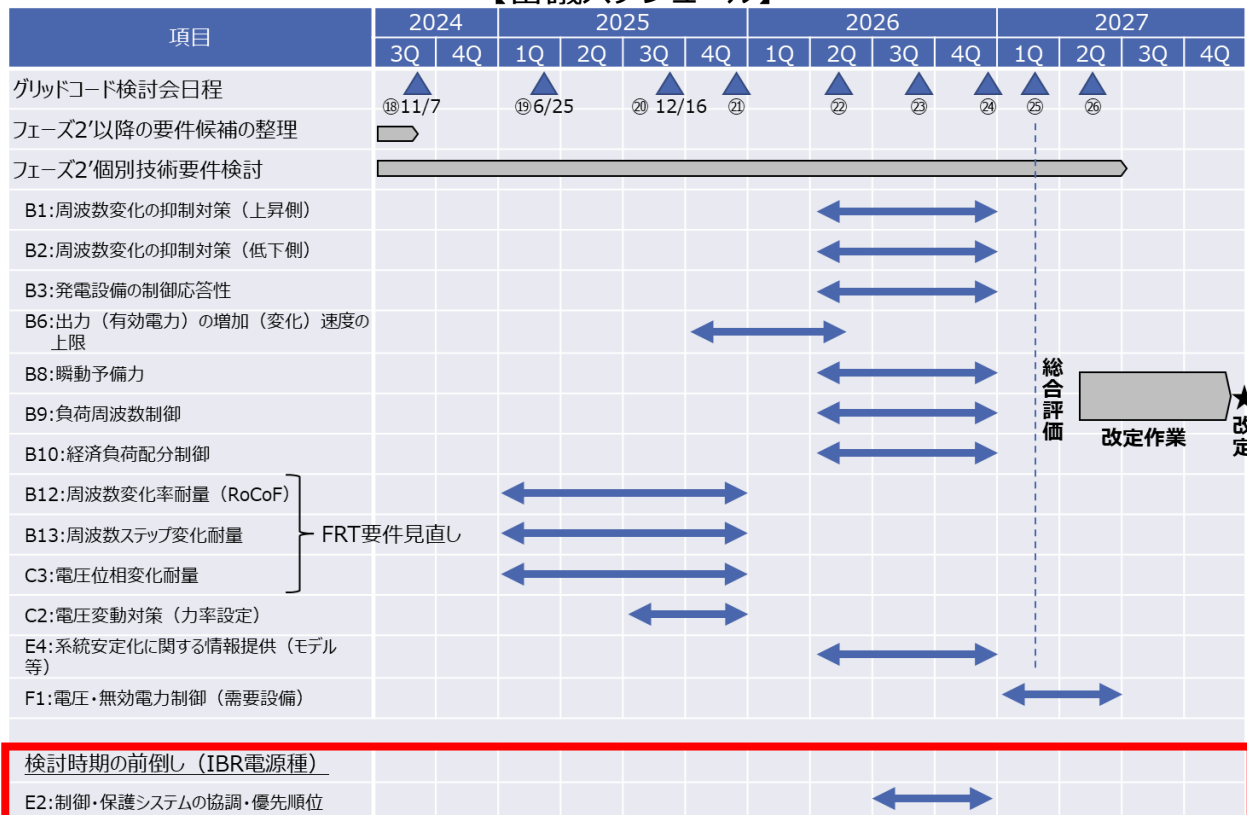 【審議スケジュール】
項目 2024 2025 2026 2027
3Q 4Q 1Q 2Q 3Q 4Q 1Q 2Q 3Q 4Q 1Q 2Q 3Q 4Q
グリッドコード検討会日程
⑱11/7 ⑲6/25 ⑳ 12/16 ㉑ ㉒ ㉓ ㉔ ㉕ ㉖
フェーズ2′以降の要件候補の整理
フェーズ2′個別技術要件検討
B1:周波数変化の抑制対策（上昇側）
B2:周波数変化の抑制対策（低下側）
B3:発電設備の制御応答性
B6:出力（有効電力）の増加（変化）速度の
上限
B8:瞬動予備力
B9:負荷周波数制御
B10:経済負荷配分制御
総合評価
改定作業
★
改定
B12:周波数変化率耐量（RoCoF）
B13:周波数ステップ変化耐量
FRT要件見直し
C3:電圧位相変化耐量
C2:電圧変動対策（力率設定）
E4:系統安定化に関する情報提供（モデル
等）
F1:電圧・無効電力制御（需要設備）
検討時期の前倒し（IBR電源種）
E2:制御・保護システムの協調・優先順位